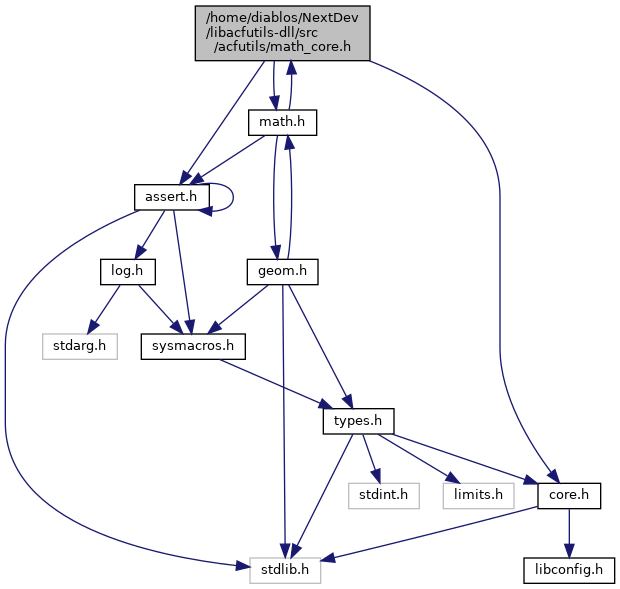 /home/diablos/NextDev
/libacfutils-dll/src
/acfutils/math_core.h
math.h
assert.h
log.h
geom.h
stdarg.h
sysmacros.h
types.h
stdint.h
limits.h
core.h
stdlib.h
libconfig.h